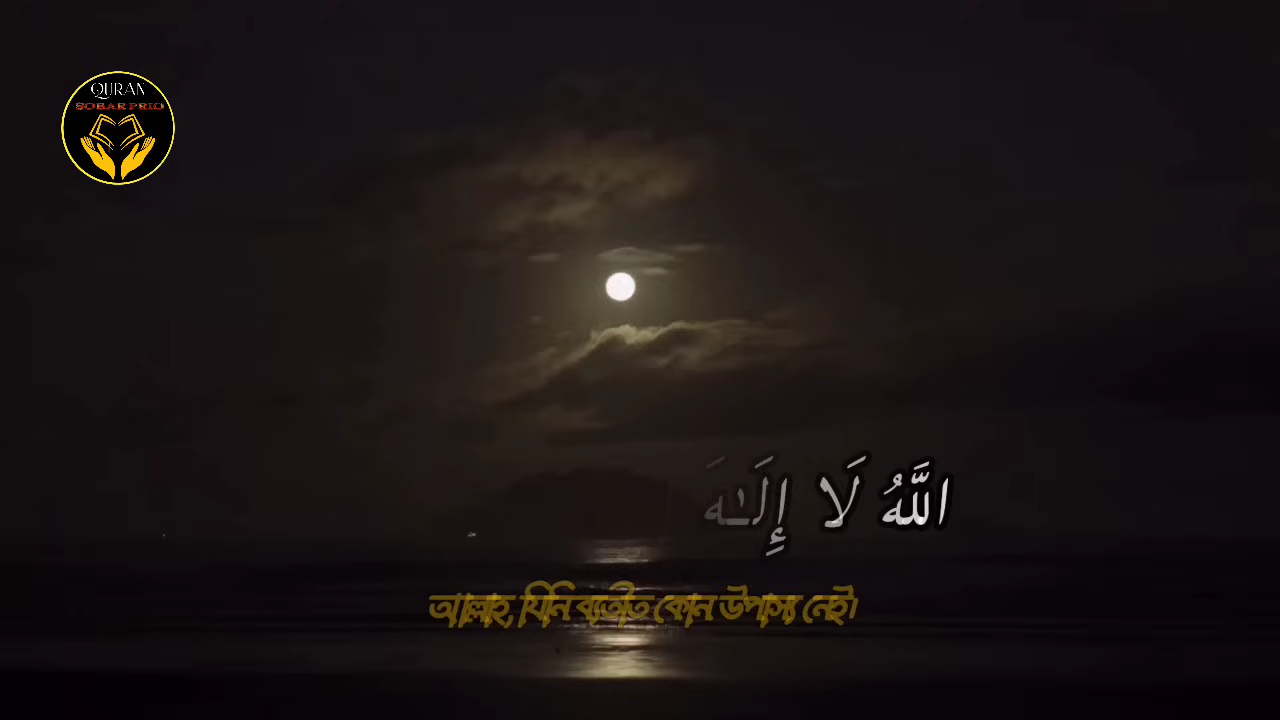 QURAN
SOBAR PRIO
اللَّهُ لَا إِلَـٰهَ
আল্লাহ, যিনি ব্যতীত কোন উপাস্য নেই।